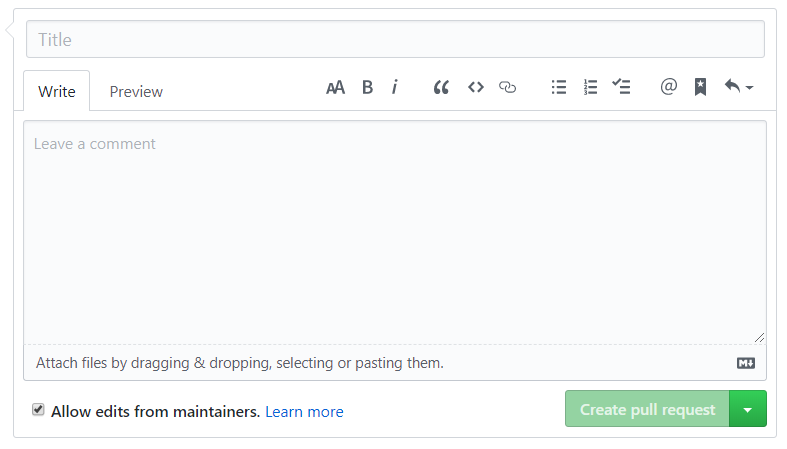 Title
Write Preview AA B i @
Leave a comment
Attach files by dragging & dropping, selecting or pasting them. M
Allow edits from maintainers. Learn more Create pull request